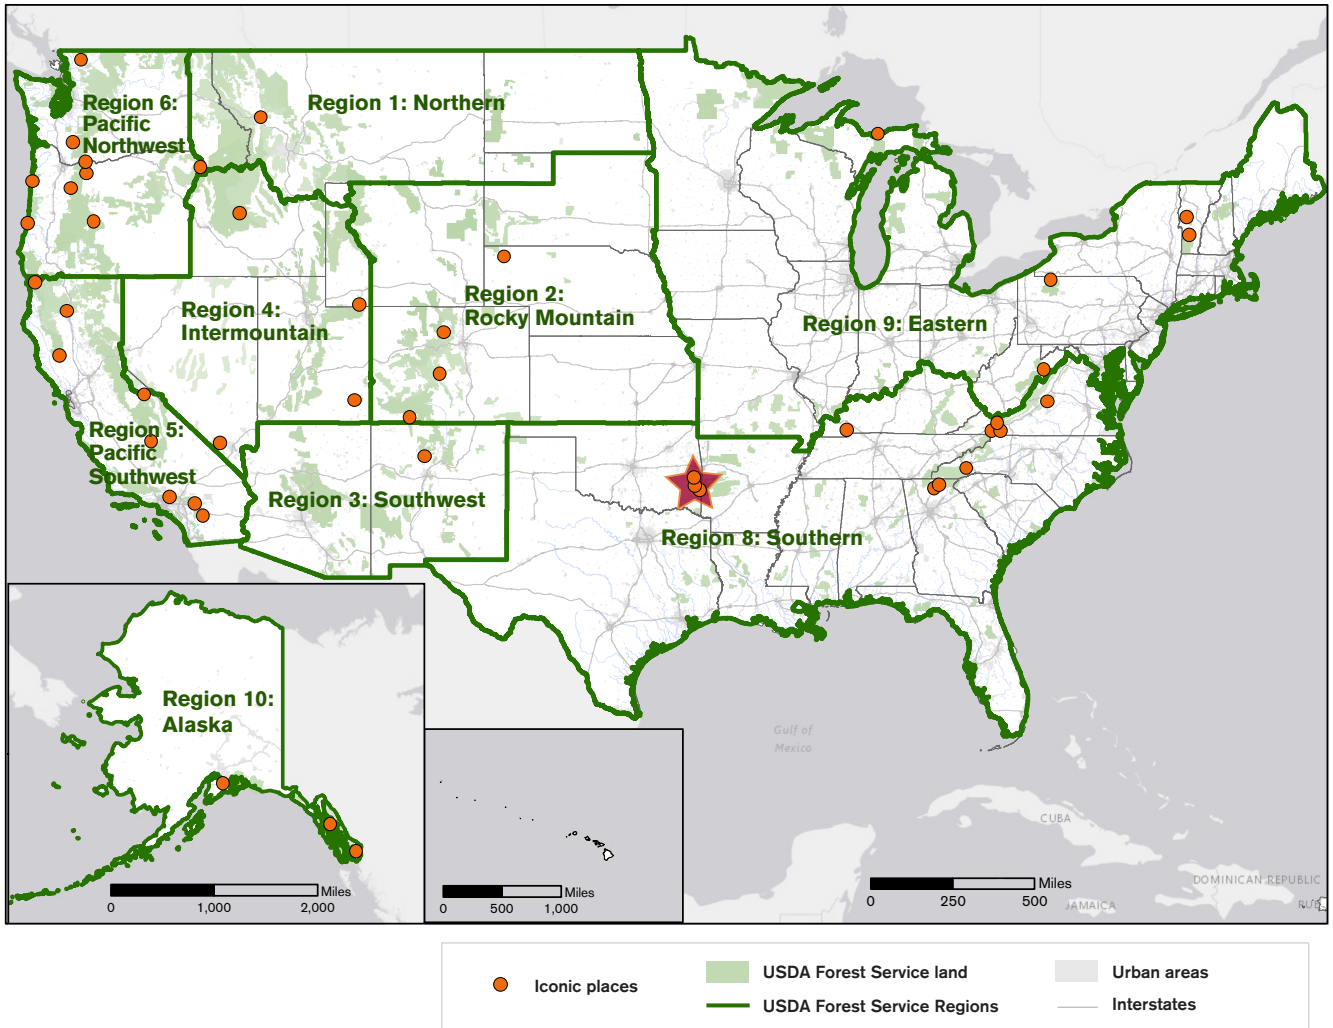 Region 6:
Pacific
Northwest
Region 1: Northern
Region 4:
Intermountain
Region 2:
Rocky Mountain
Region 9: Eastern
Region 5:
Pacific
Southwest
Region 3: Southwest
Region 8: Southern
Region 10:
Alaska
Gulf of
Mexico
CUBA
DOMINICAN REPUBLIC
JAMAICA
Miles
0 1,000 2,000
Miles
0 500 1,000
Miles
0 250 500
Iconic places
USDA Forest Service land
USDA Forest Service Regions
Urban areas
Interstates